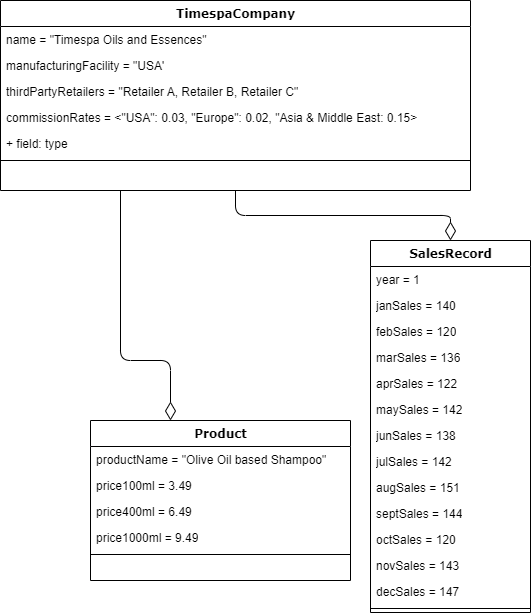 TimespaCompany
name = "Timespa Oils and Essences"
manufacturingFacility = "USA'
thirdPartyRetailers = "Retailer A, Retailer B, Retailer C"
commissionRates = <"USA": 0.03, "Europe": 0.02, "Asia & Middle East: 0.15>
+ field: type
SalesRecord
year = 1
janSales = 140
febSales = 120
marSales = 136
aprSales = 122
maySales = 142
junSales = 138
julSales = 142
augSales = 151
septSales = 144
octSales = 120
novSales = 143
decSales = 147
Product
productName = "Olive Oil based Shampoo"
price100ml = 3.49
price400ml = 6.49
price1000ml = 9.49